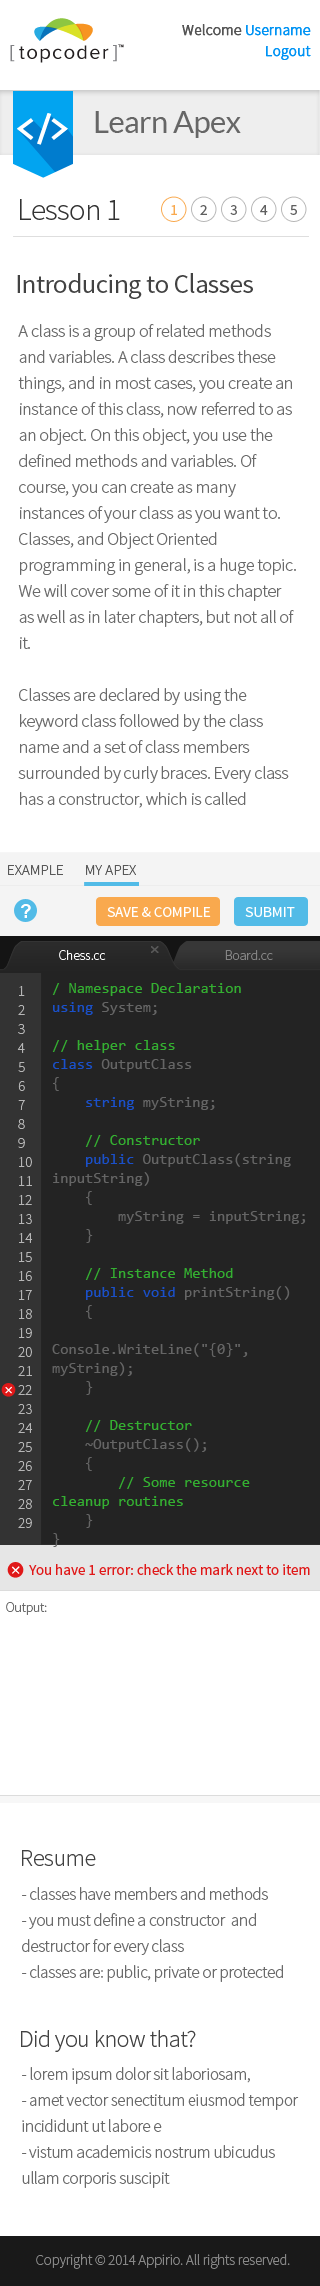 [topcoder]™
Welcome Username
Logout
</>
Learn Apex
Lesson 1
1 2 3 4 5
Introducing to Classes
A class is a group of related methods
and variables. A class describes these
things, and in most cases, you create an
instance of this class, now referred to as
an object. On this object, you use the
defined methods and variables. Of
course, you can create as many
instances of your class as you want to.
Classes, and Object Oriented
programming in general, is a huge topic.
We will cover some of it in this chapter
as well as in later chapters, but not all of
it.
Classes are declared by using the
keyword class followed by the class
name and a set of class members
surrounded by curly braces. Every class
has a constructor, which is called
EXAMPLE MY APEX
? SAVE & COMPILE SUBMIT
Chess.cc × Board.cc
1 / Namespace Declaration
2 using System;
3
4 // helper class
5 class OutputClass
6 {
7 string myString;
8
9 // Constructor
10 public OutputClass(string
11 inputString)
12 {
13 myString = inputString;
14 }
15
16 // Instance Method
17 public void printString()
18 {
19
20 Console.WriteLine("{0}",
21 myString);
22 }
23
24 // Destructor
25 ~OutputClass();
26 {
27 // Some resource
28 cleanup routines
29 }
}
You have 1 error: check the mark next to item
Output:
Resume
- classes have members and methods
- you must define a constructor and
destructor for every class
- classes are: public, private or protected
Did you know that?
- lorem ipsum dolor sit laboriosam,
- amet vector senectitum eiusmod tempor
incididunt ut labore e
- vistum academicis nostrum ubicudus
ullam corporis suscipit
Copyright © 2014 Appirio. All rights reserved.